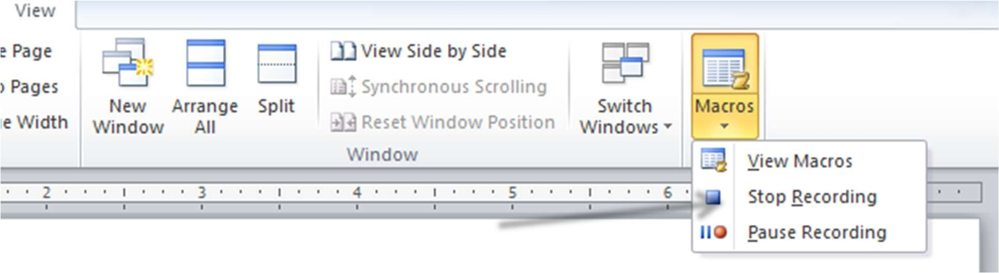 View
e Page
o Pages
e Width
New
Window
Arrange
All
Split
View Side by Side
Synchronous Scrolling
Reset Window Position
Switch
Windows
Window
Macros
View Macros
Stop Recording
Pause Recording
2 3 4 5 6